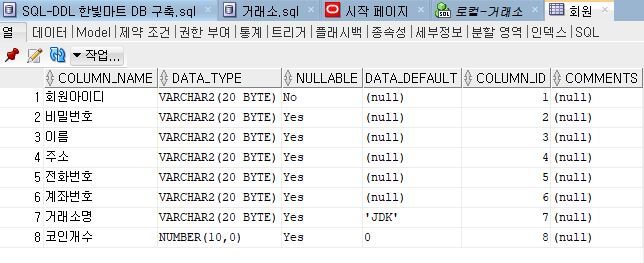 SQL-DDL 한빛마트 DB 구축.sql 거래소.sql 시작 페이지 로컬-거래소 회원
열 데이터 Model 제약 조건 권한 부여 통계 트리거 플래시백 종속성 세부정보 분할 영역 인덱스 SQL
작업...
COLUMN_NAME DATA_TYPE NULLABLE DATA_DEFAULT COLUMN_ID COMMENTS
1 회원아이디 VARCHAR2(20 BYTE) No (null) 1 (null)
2 비밀번호 VARCHAR2(20 BYTE) Yes (null) 2 (null)
3 이름 VARCHAR2(20 BYTE) Yes (null) 3 (null)
4 주소 VARCHAR2(20 BYTE) Yes (null) 4 (null)
5 전화번호 VARCHAR2(20 BYTE) Yes (null) 5 (null)
6 계좌번호 VARCHAR2(20 BYTE) Yes (null) 6 (null)
7 거래소명 VARCHAR2(20 BYTE) Yes 'JDK' 7 (null)
8 코인개수 NUMBER(10,0) Yes 0 8 (null)